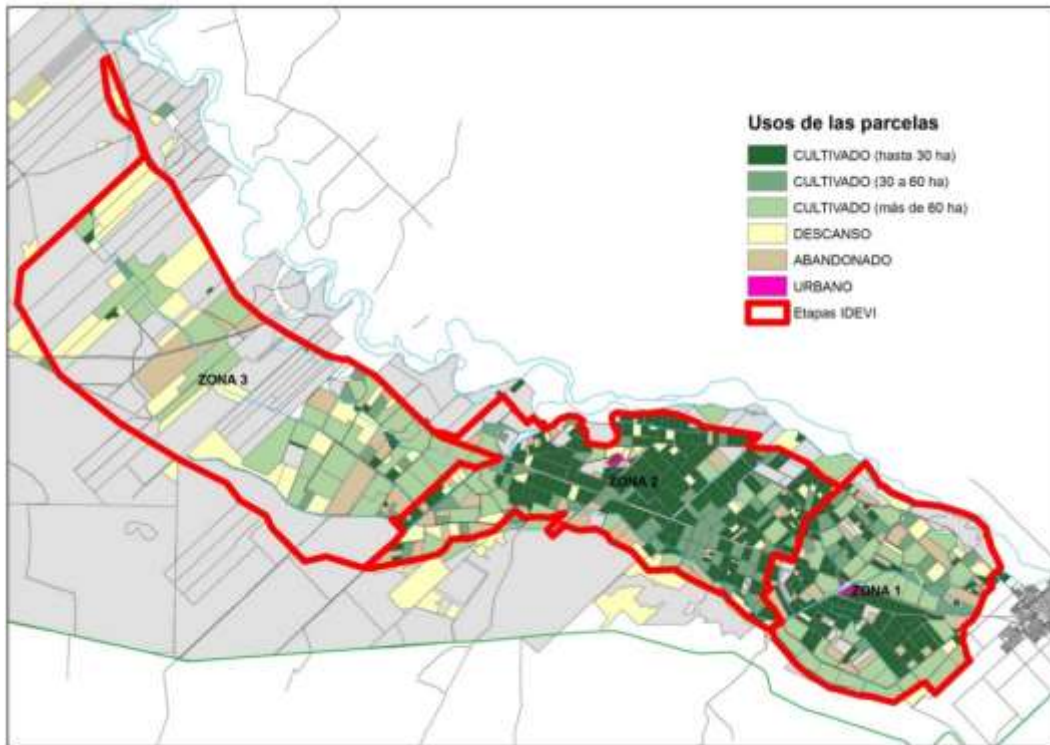 Usos de las parcelas
CULTIVADO (hasta 30 ha)
CULTIVADO (30 a 60 ha)
CULTIVADO (más de 60 ha)
DESCANSO
ABANDONADO
URBANO
Etapas IDEVI
ZONA 3
ZONA 2
ZONA 1